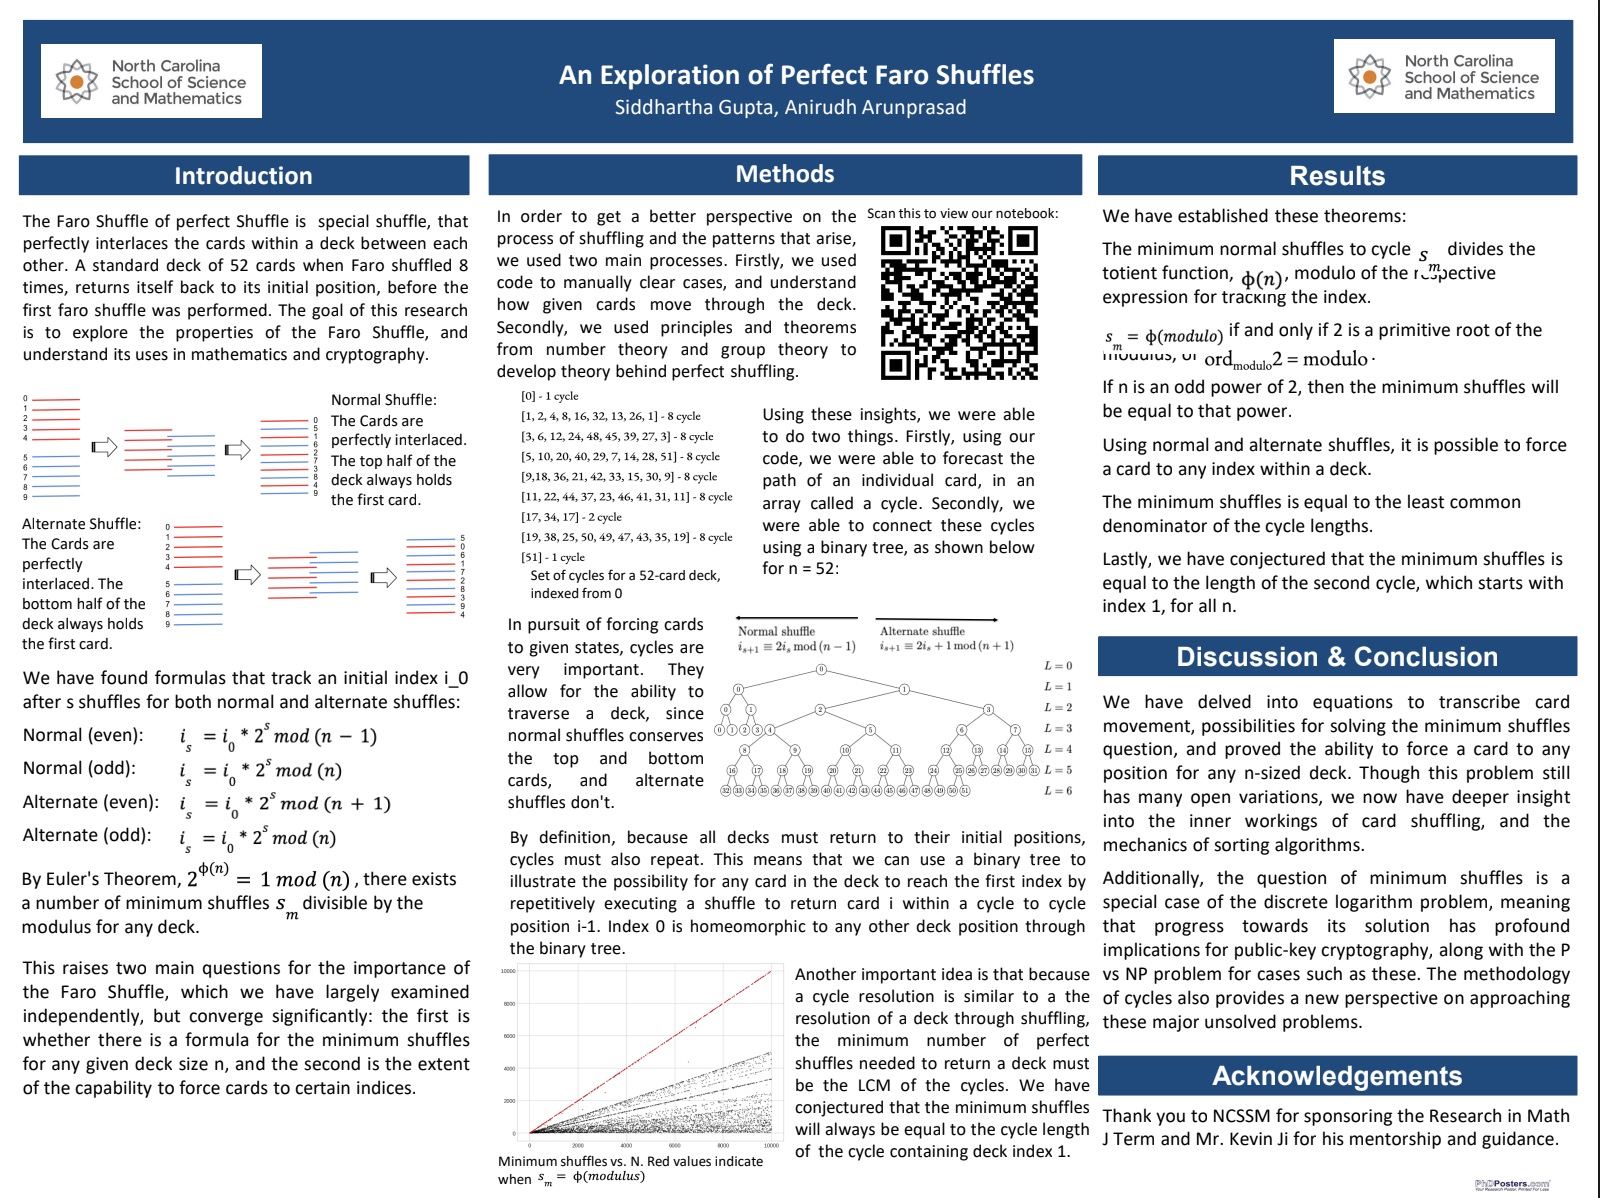 North Carolina
School of Science
and Mathematics
An Exploration of Perfect Faro Shuffles
Siddhartha Gupta, Anirudh Arunprasad
North Carolina
School of Science
and Mathematics
Introduction
The Faro Shuffle of perfect Shuffle is special shuffle, that
perfectly interlaces the cards within a deck between each
other. A standard deck of 52 cards when Faro shuffled 8
times, returns itself back to its initial position, before the
first faro shuffle was performed. The goal of this research
is to explore the properties of the Faro Shuffle, and
understand its uses in mathematics and cryptography.
0
1
2
3
4
5
6
7
8
9
0
5
1
6
2
7
3
8
4
9
Normal Shuffle:
The Cards are
perfectly interlaced.
The top half of the
deck always holds
the first card.
Alternate Shuffle:
The Cards are
perfectly
interlaced. The
bottom half of the
deck always holds
the first card.
0
1
2
3
4
5
6
7
8
9
5
0
6
1
7
2
8
3
9
4
We have found formulas that track an initial index i_0
after s shuffles for both normal and alternate shuffles:
Normal (even): i_s = i_0 * 2^s mod (n − 1)
Normal (odd): i_s = i_0 * 2^s mod (n)
Alternate (even): i_s = i_0 * 2^s mod (n + 1)
Alternate (odd): i_s = i_0 * 2^s mod (n)
By Euler's Theorem, 2^ϕ(n) = 1 mod (n), there exists
a number of minimum shuffles s_m divisible by the
modulus for any deck.
This raises two main questions for the importance of
the Faro Shuffle, which we have largely examined
independently, but converge significantly: the first is
whether there is a formula for the minimum shuffles
for any given deck size n, and the second is the extent
of the capability to force cards to certain indices.
Methods
In order to get a better perspective on the
process of shuffling and the patterns that arise,
we used two main processes. Firstly, we used
code to manually clear cases, and understand
how given cards move through the deck.
Secondly, we used principles and theorems
from number theory and group theory to
develop theory behind perfect shuffling.
Scan this to view our notebook:
[0] - 1 cycle
[1, 2, 4, 8, 16, 32, 13, 26, 1] - 8 cycle
[3, 6, 12, 24, 48, 45, 39, 27, 3] - 8 cycle
[5, 10, 20, 40, 29, 7, 14, 28, 51] - 8 cycle
[9,18, 36, 21, 42, 33, 15, 30, 9] - 8 cycle
[11, 22, 44, 37, 23, 46, 41, 31, 11] - 8 cycle
[17, 34, 17] - 2 cycle
[19, 38, 25, 50, 49, 47, 43, 35, 19] - 8 cycle
[51] - 1 cycle
Set of cycles for a 52-card deck,
indexed from 0
Using these insights, we were able
to do two things. Firstly, using our
code, we were able to forecast the
path of an individual card, in an
array called a cycle. Secondly, we
were able to connect these cycles
using a binary tree, as shown below
for n = 52:
In pursuit of forcing cards
to given states, cycles are
very important. They
allow for the ability to
traverse a deck, since
normal shuffles conserves
the top and bottom
cards, and alternate
shuffles don't.
Normal shuffle
i_{s+1} ≡ 2i_s mod (n − 1)
Alternate shuffle
i_{s+1} ≡ 2i_s + 1 mod (n + 1)
0 L = 0
0 1 L = 1
0 1 2 3 L = 2
0 1 2 3 4 5 6 7 L = 3
8 9 10 11 12 13 14 15 L = 4
16 17 18 19 20 21 22 23 24 25 26 27 28 29 30 31 L = 5
32 33 34 35 36 37 38 39 40 41 42 43 44 45 46 47 48 49 50 51 L = 6
By definition, because all decks must return to their initial positions,
cycles must also repeat. This means that we can use a binary tree to
illustrate the possibility for any card in the deck to reach the first index by
repetitively executing a shuffle to return card i within a cycle to cycle
position i-1. Index 0 is homeomorphic to any other deck position through
the binary tree.
10000
8000
6000
4000
2000
0
0 2000 4000 6000 8000 10000
Minimum shuffles vs. N. Red values indicate
when s_m = ϕ(modulus)
Another important idea is that because
a cycle resolution is similar to a the
resolution of a deck through shuffling,
the minimum number of perfect
shuffles needed to return a deck must
be the LCM of the cycles. We have
conjectured that the minimum shuffles
will always be equal to the cycle length
of the cycle containing deck index 1.
Results
We have established these theorems:
The minimum normal shuffles to cycle s_m divides the
totient function, ϕ(n), modulo of the respective
expression for tracking the index.
s_m = ϕ(modulo) if and only if 2 is a primitive root of the
modulus, or ord_modulo 2 = modulo .
If n is an odd power of 2, then the minimum shuffles will
be equal to that power.
Using normal and alternate shuffles, it is possible to force
a card to any index within a deck.
The minimum shuffles is equal to the least common
denominator of the cycle lengths.
Lastly, we have conjectured that the minimum shuffles is
equal to the length of the second cycle, which starts with
index 1, for all n.
Discussion & Conclusion
We have delved into equations to transcribe card
movement, possibilities for solving the minimum shuffles
question, and proved the ability to force a card to any
position for any n-sized deck. Though this problem still
has many open variations, we now have deeper insight
into the inner workings of card shuffling, and the
mechanics of sorting algorithms.
Additionally, the question of minimum shuffles is a
special case of the discrete logarithm problem, meaning
that progress towards its solution has profound
implications for public-key cryptography, along with the P
vs NP problem for cases such as these. The methodology
of cycles also provides a new perspective on approaching
these major unsolved problems.
Acknowledgements
Thank you to NCSSM for sponsoring the Research in Math
J Term and Mr. Kevin Ji for his mentorship and guidance.
PhDPosters.com
Your Research Poster, Printed For Less